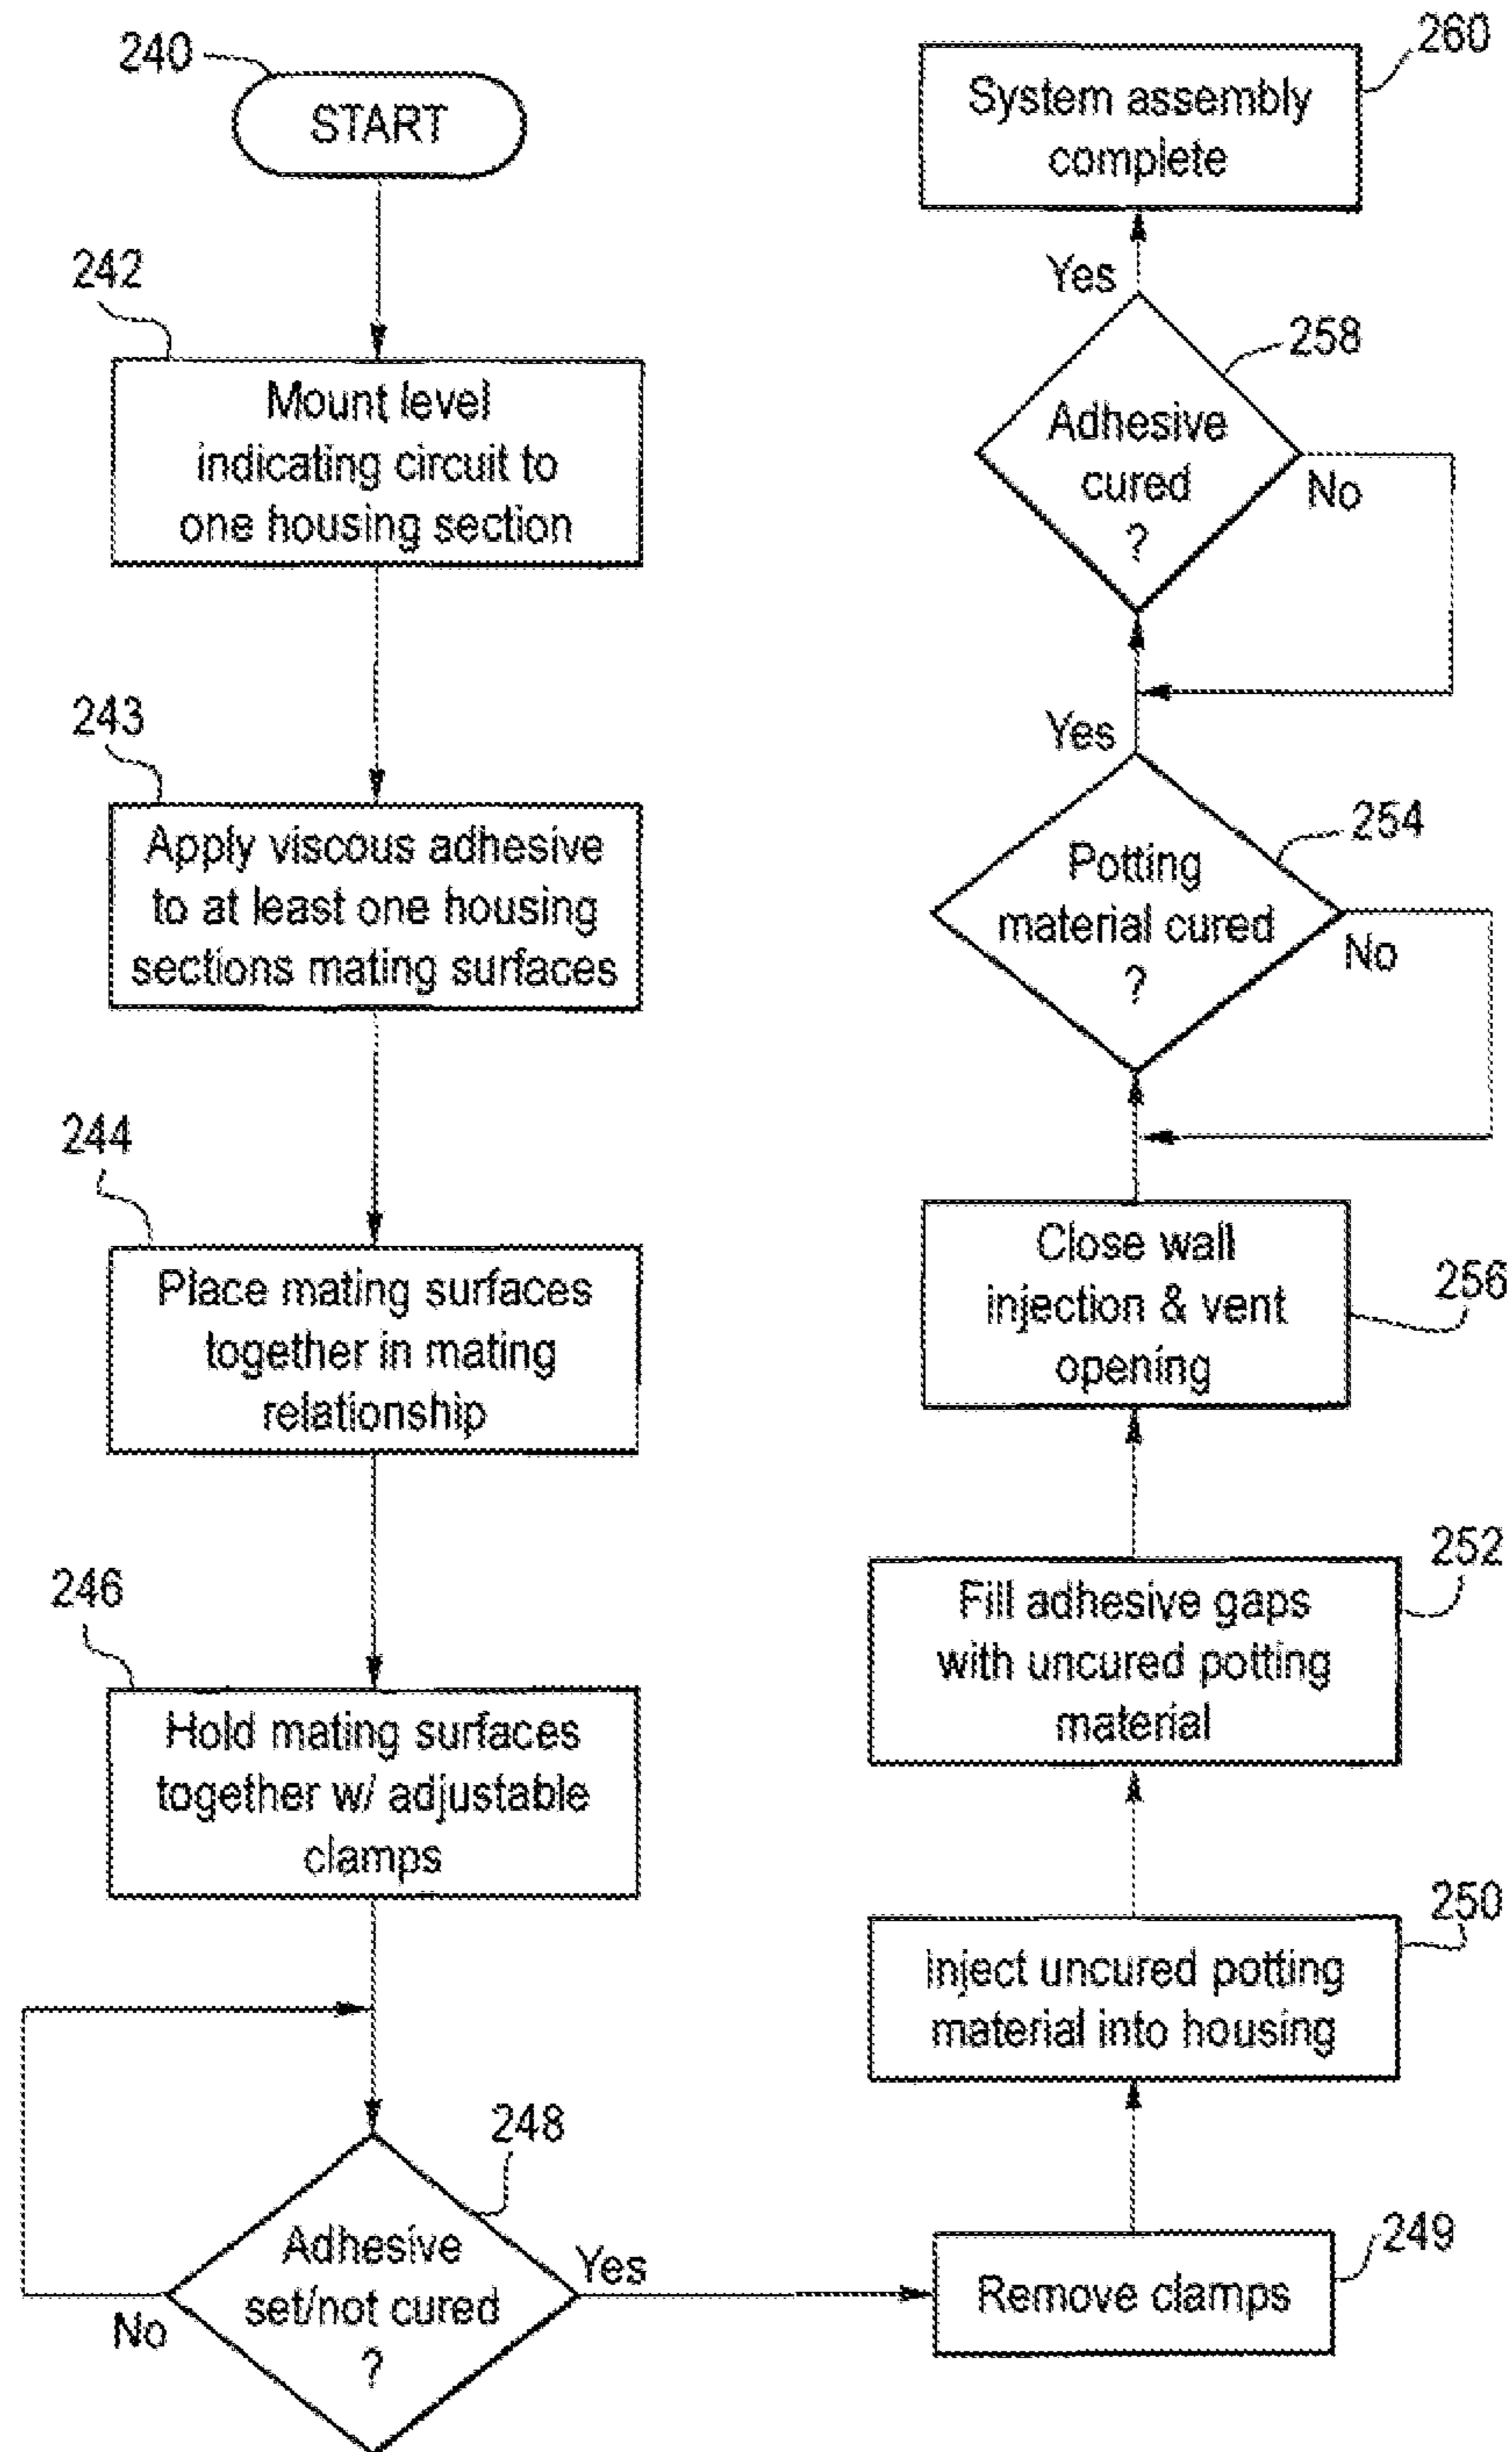 240
START
242
Mount level
indicating circuit to
one housing section
243
Apply viscous adhesive
to at least one housing
sections mating surfaces
244
Place mating surfaces
together in mating
relationship
246
Hold mating surfaces
together w/ adjustable
clamps
248
Adhesive
set/not cured
?
No
Yes
249
Remove clamps
250
Inject uncured potting
material into housing
252
Fill adhesive gaps
with uncured potting
material
256
Close wall
injection & vent
opening
254
Potting
material cured
?
No
Yes
258
Adhesive
cured
?
No
Yes
260
System assembly
complete